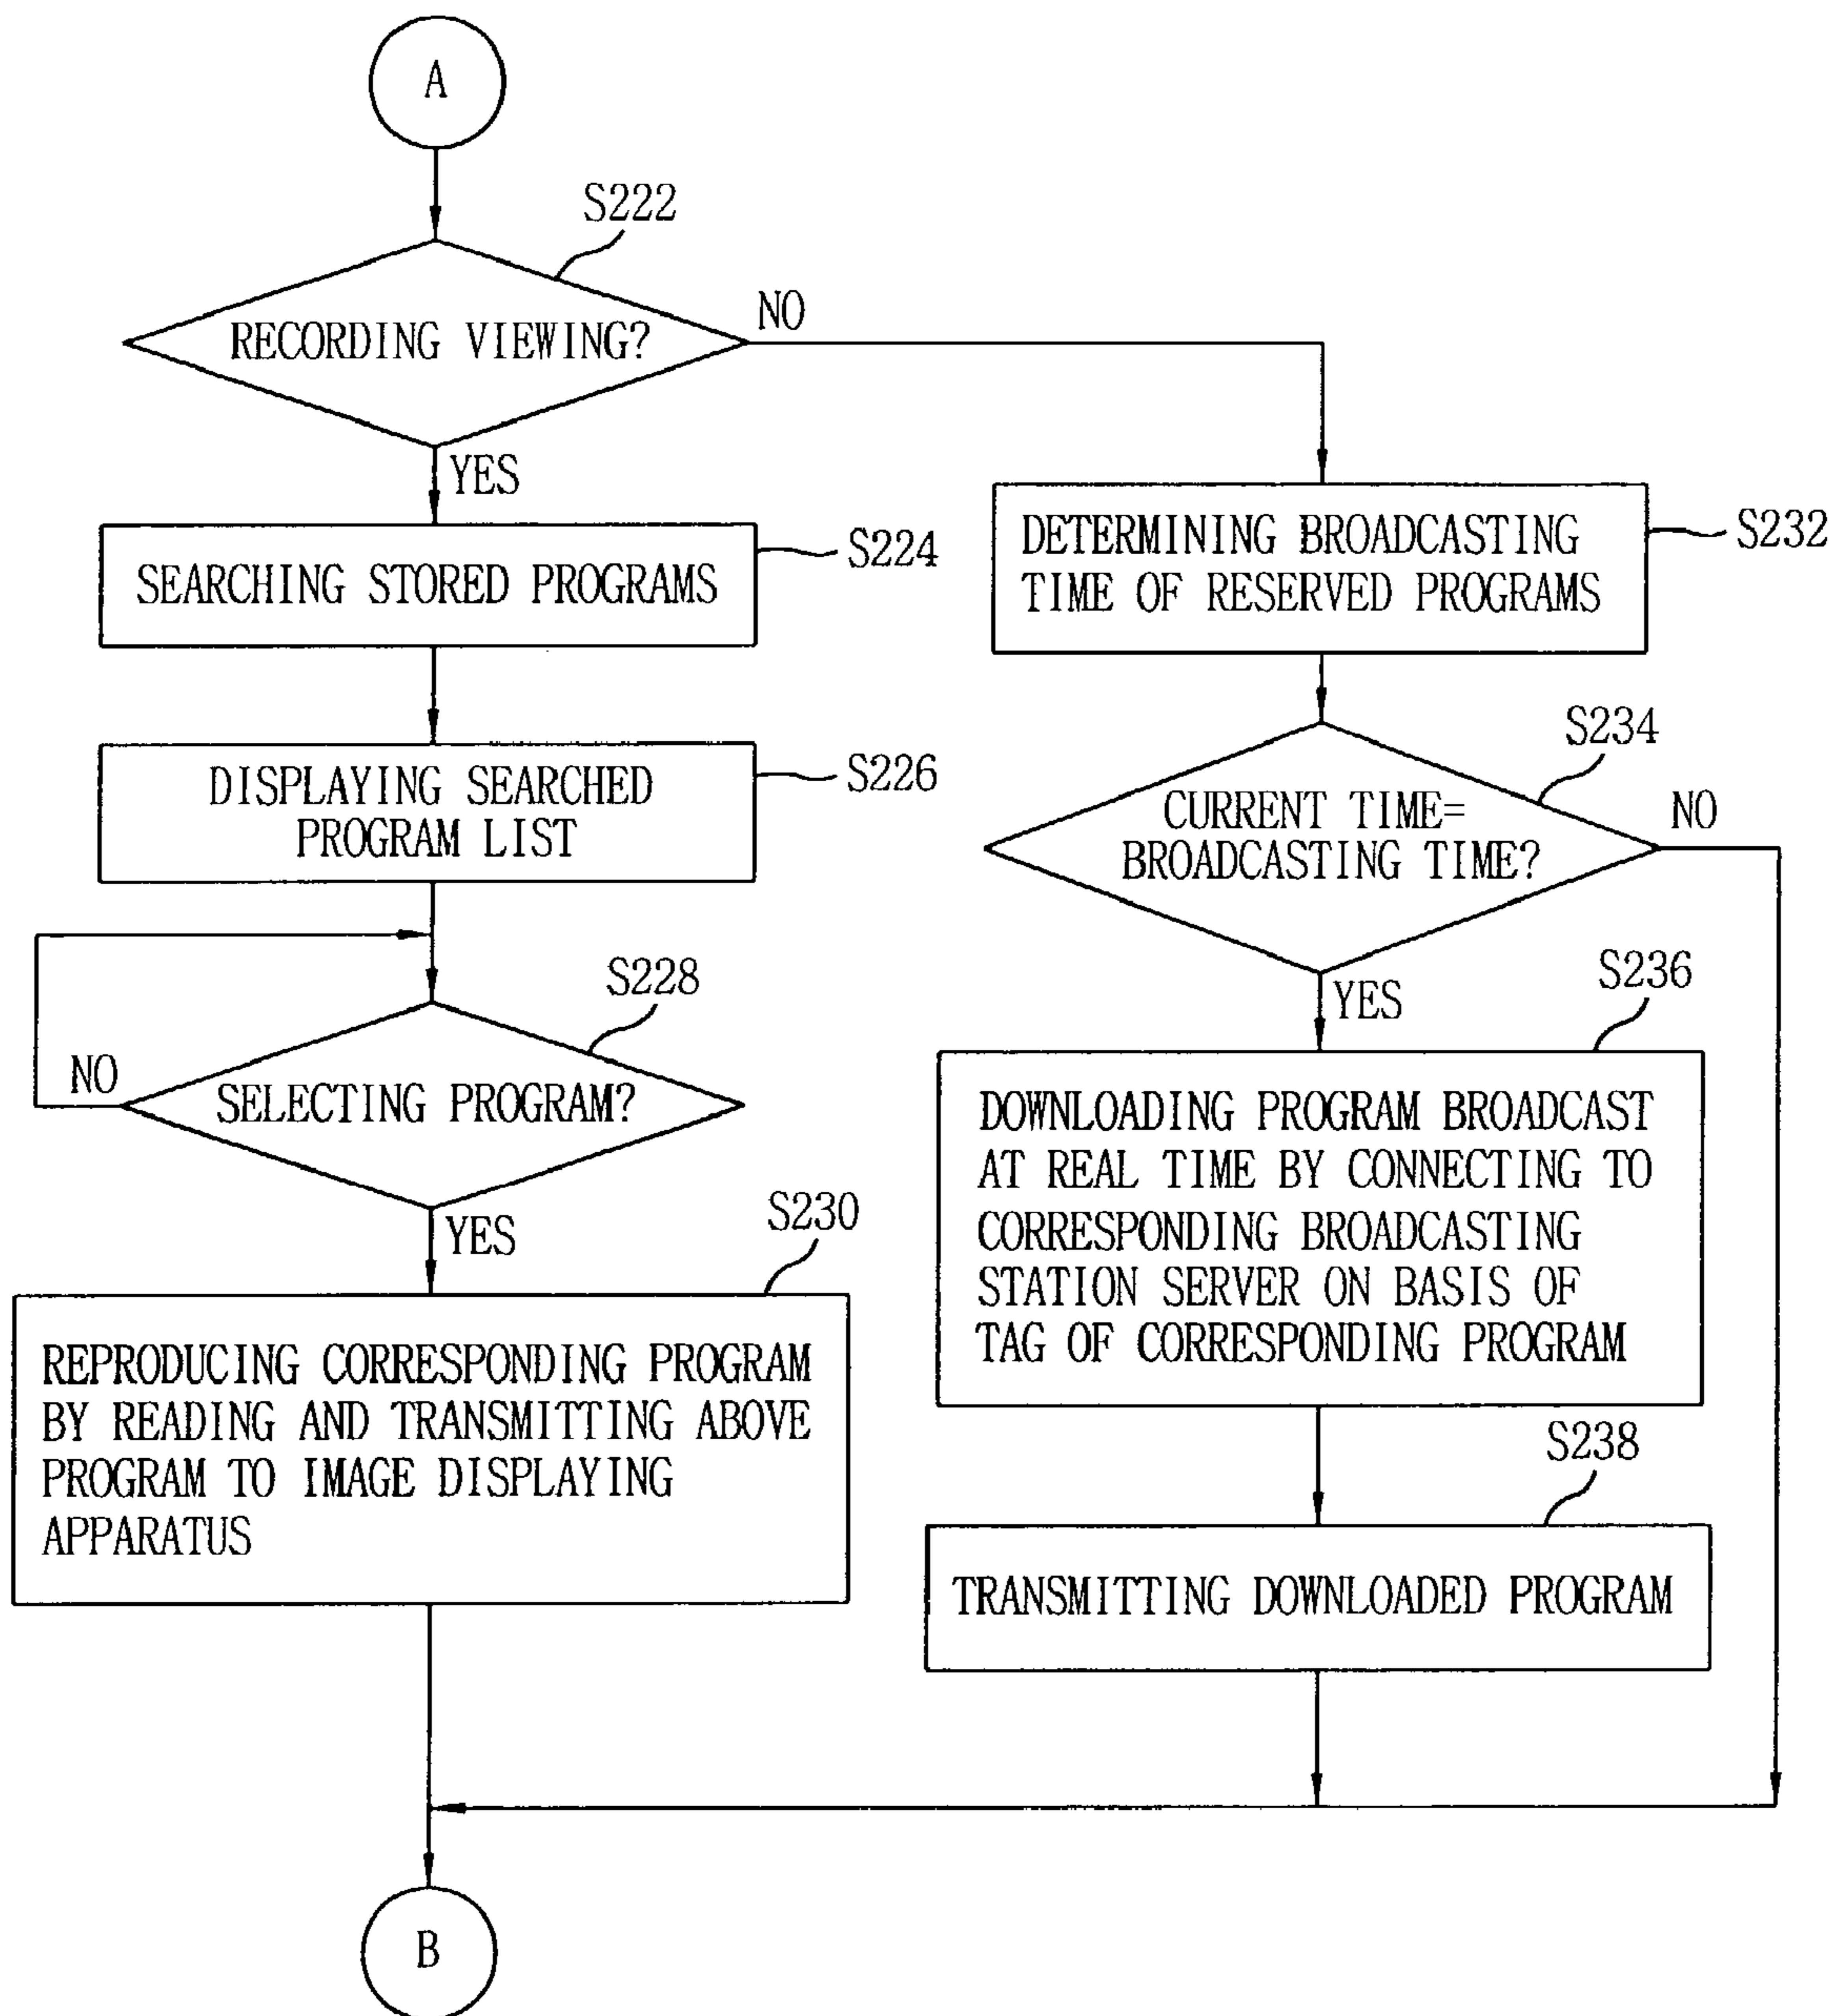 A
S222
RECORDING VIEWING?
NO
YES
SEARCHING STORED PROGRAMS
S224
DISPLAYING SEARCHED
PROGRAM LIST
S226
S228
NO
SELECTING PROGRAM?
YES
S230
REPRODUCING CORRESPONDING PROGRAM
BY READING AND TRANSMITTING ABOVE
PROGRAM TO IMAGE DISPLAYING
APPARATUS
DETERMINING BROADCASTING
TIME OF RESERVED PROGRAMS
S232
S234
CURRENT TIME=
BROADCASTING TIME?
NO
YES
S236
DOWNLOADING PROGRAM BROADCAST
AT REAL TIME BY CONNECTING TO
CORRESPONDING BROADCASTING
STATION SERVER ON BASIS OF
TAG OF CORRESPONDING PROGRAM
S238
TRANSMITTING DOWNLOADED PROGRAM
B